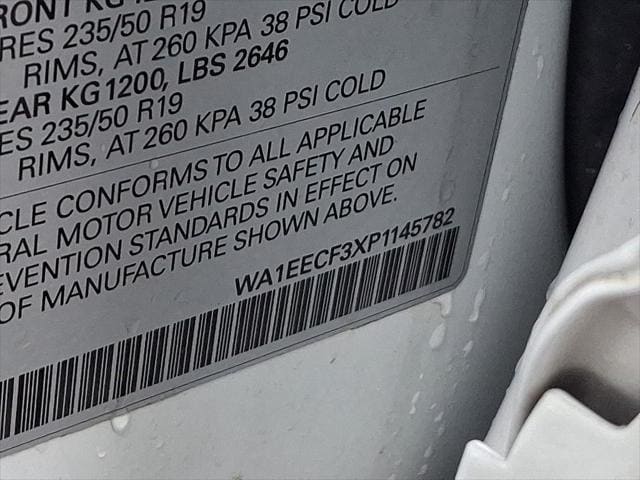 RONT KG
RES 235/50 R19
RIMS, AT 260 KPA 38 PSI COLD
EAR KG1200, LBS 2646
ES 235/50 R19
RIMS, AT 260 KPA 38 PSI COLD
CLE CONFORMS TO ALL APPLICABLE
RAL MOTOR VEHICLE SAFETY AND
EVENTION STANDARDS IN EFFECT ON
OF MANUFACTURE SHOWN ABOVE.
WA1EECF3XP1145782